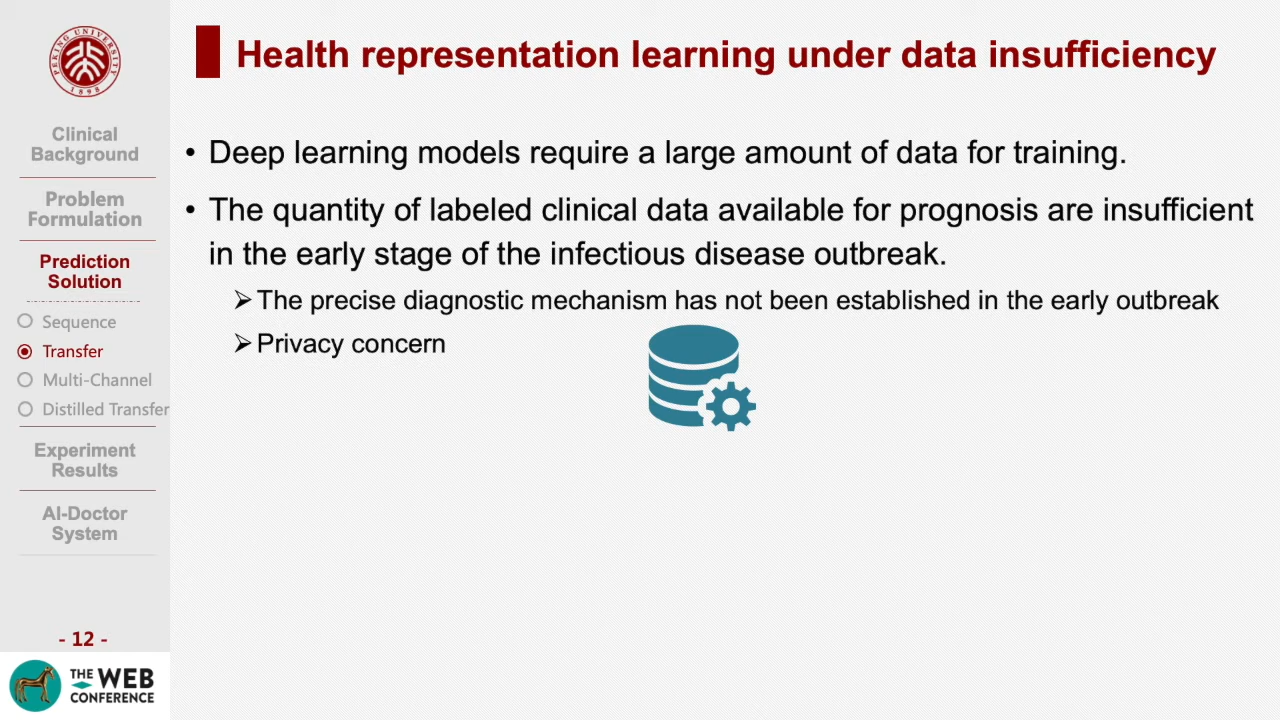 PEKING UNIVERSITY
1898
Clinical
Background
Problem
Formulation
Prediction
Solution
Sequence
Transfer
Multi-Channel
Distilled Transfer
Experiment
Results
AI-Doctor
System
- 12 -
THE WEB
CONFERENCE
Health representation learning under data insufficiency
• Deep learning models require a large amount of data for training.
• The quantity of labeled clinical data available for prognosis are insufficient
in the early stage of the infectious disease outbreak.
➢ The precise diagnostic mechanism has not been established in the early outbreak
➢ Privacy concern